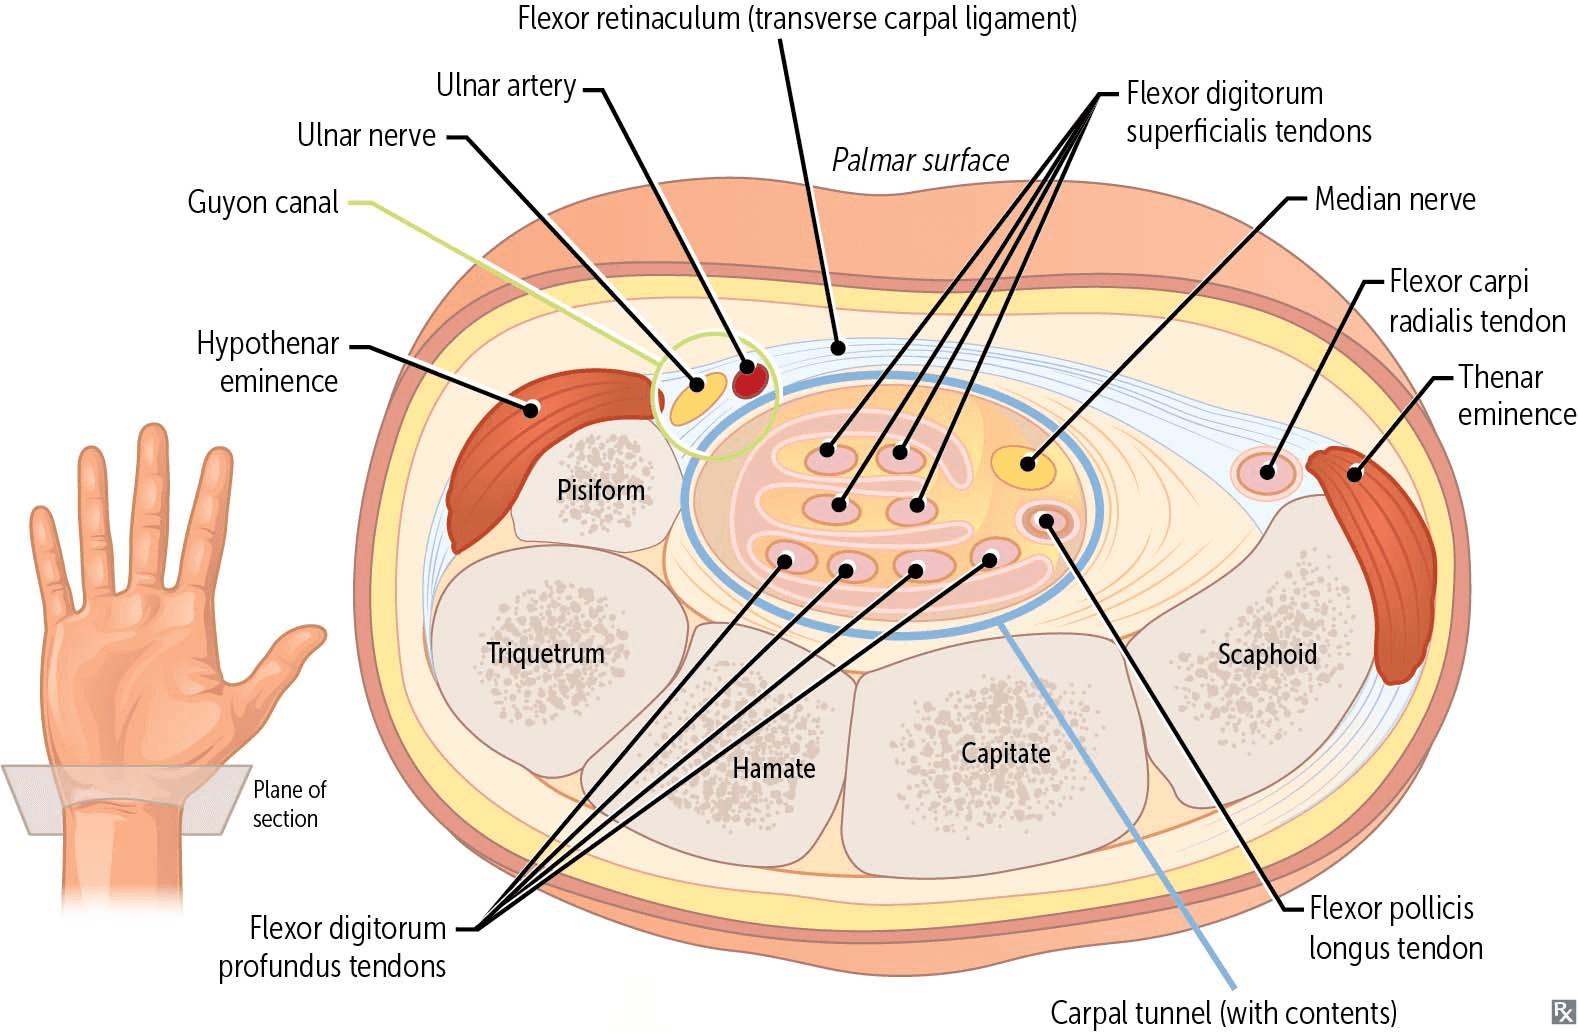 Flexor retinaculum (transverse carpal ligament)
Ulnar artery
Flexor digitorum
superficialis tendons
Ulnar nerve
Palmar surface
Guyon canal
Median nerve
Flexor carpi
radialis tendon
Hypothenar
eminence
Thenar
eminence
Pisiform
Triquetrum
Scaphoid
Hamate
Capitate
Plane of
section
Flexor digitorum
profundus tendons
Flexor pollicis
longus tendon
Carpal tunnel (with contents)
Rx